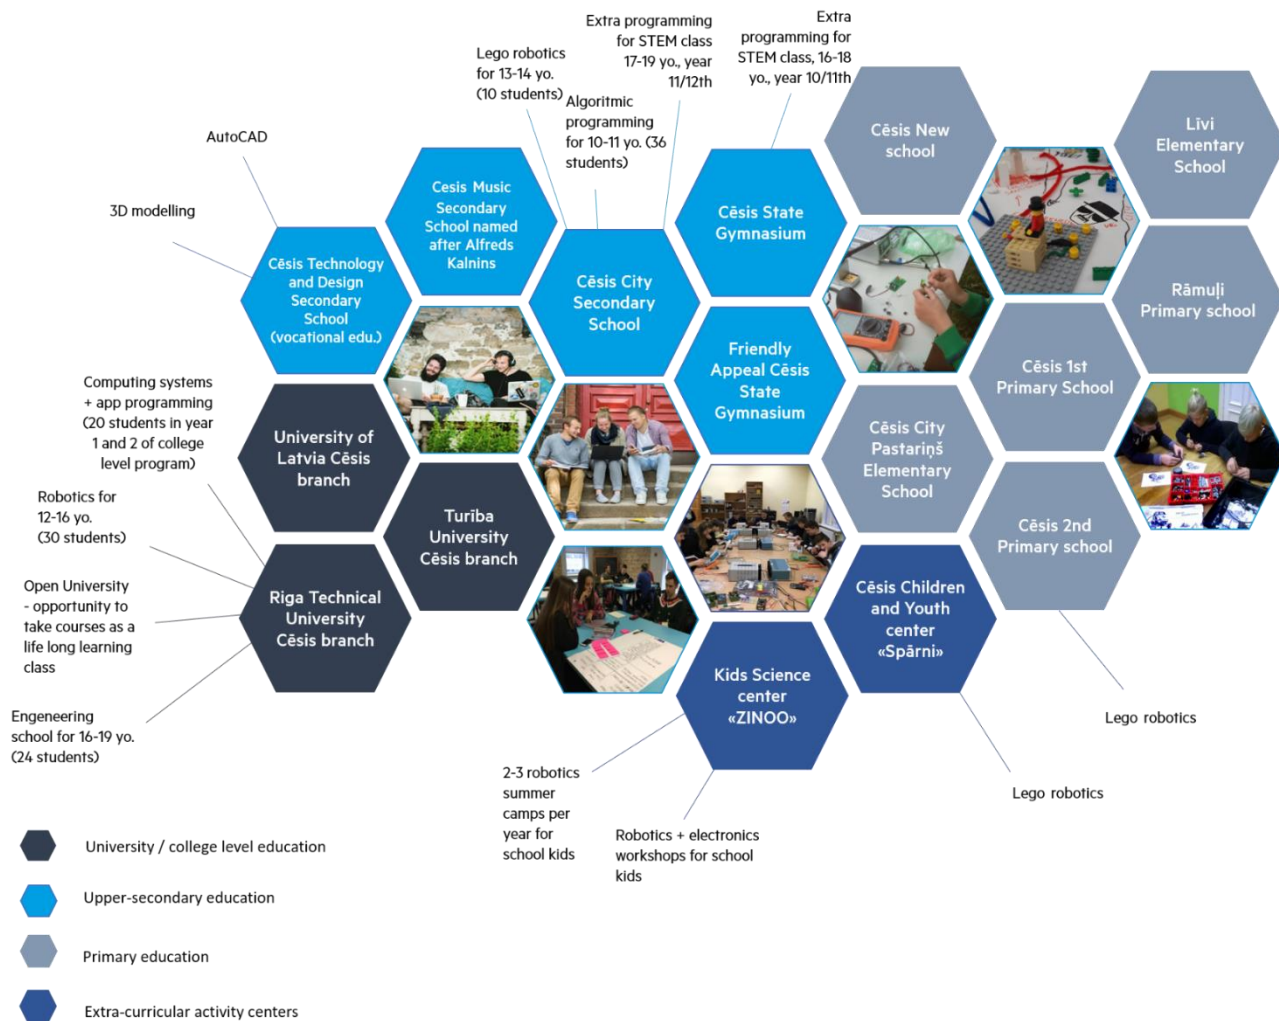 Extra programming
for STEM class
17-19 yo., year
11/12th
Extra
programming for
STEM class, 16-18
yo., year 10/11th
Lego robotics
for 13-14 yo.
(10 students)
Algoritmic
programming
for 10-11 yo. (36
students)
AutoCAD
3D modelling
Cēsis New
school
Līvi
Elementary
School
Cesis Music
Secondary
School named
after Alfreds
Kalnins
Cēsis State
Gymnasium
Cēsis Technology
and Design
Secondary
School
(vocational edu.)
Cēsis City
Secondary
School
Rāmuļi
Primary school
Friendly
Appeal Cēsis
State
Gymnasium
Cēsis 1st
Primary School
Computing systems
+ app programming
(20 students in year
1 and 2 of college
level program)
University of
Latvia Cēsis
branch
Cēsis City
Pastariņš
Elementary
School
Robotics for
12-16 yo.
(30 students)
Turība
University
Cēsis branch
Cēsis 2nd
Primary school
Open University
- opportunity to
take courses as a
life long learning
class
Riga Technical
University
Cēsis branch
Cēsis Children
and Youth
center
«Spārni»
Engeneering
school for 16-19 yo.
(24 students)
Kids Science
center
«ZINOO»
Lego robotics
2-3 robotics
summer
camps per
year for
school kids
Lego robotics
Robotics + electronics
workshops for school
kids
University / college level education
Upper-secondary education
Primary education
Extra-curricular activity centers